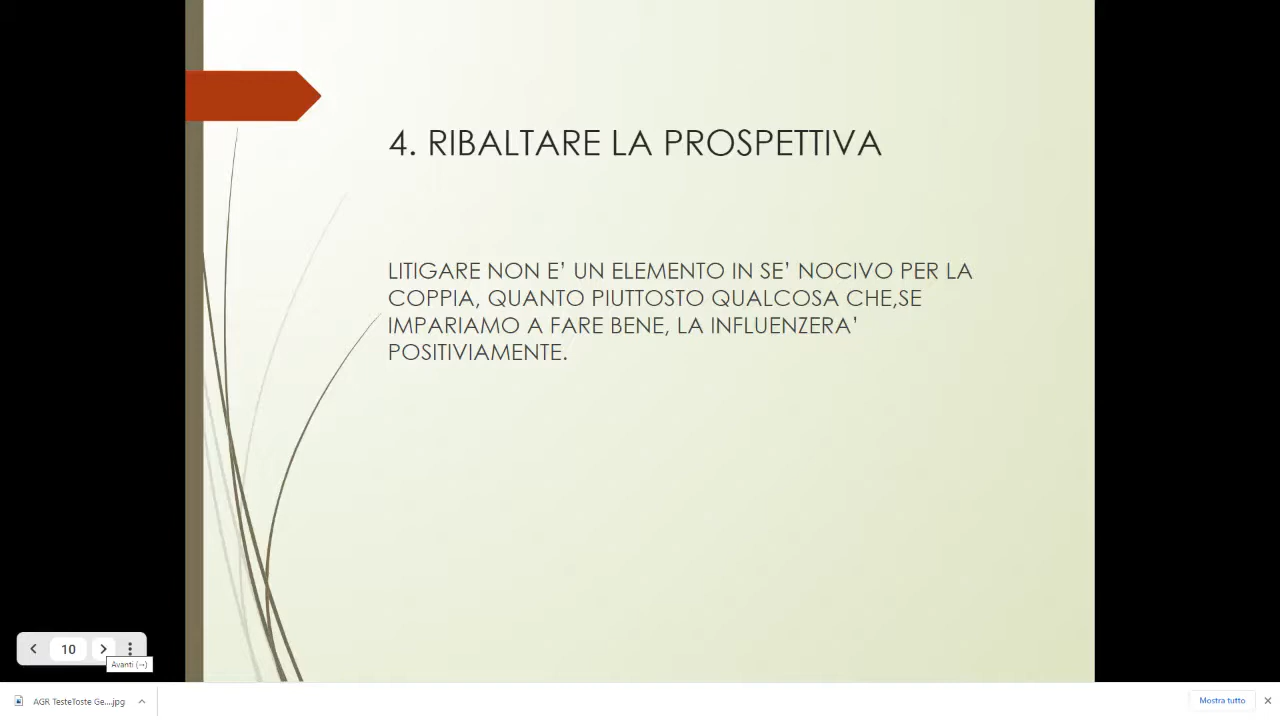 4. RIBALTARE LA PROSPETTIVA
LITIGARE NON E' UN ELEMENTO IN SE' NOCIVO PER LA
COPPIA, QUANTO PIUTTOSTO QUALCOSA CHE,SE
IMPARIAMO A FARE BENE, LA INFLUENZERA'
POSITIVIAMENTE.
10
Avanti (→)
AGR TesteToste Ge....jpg
Mostra tutto